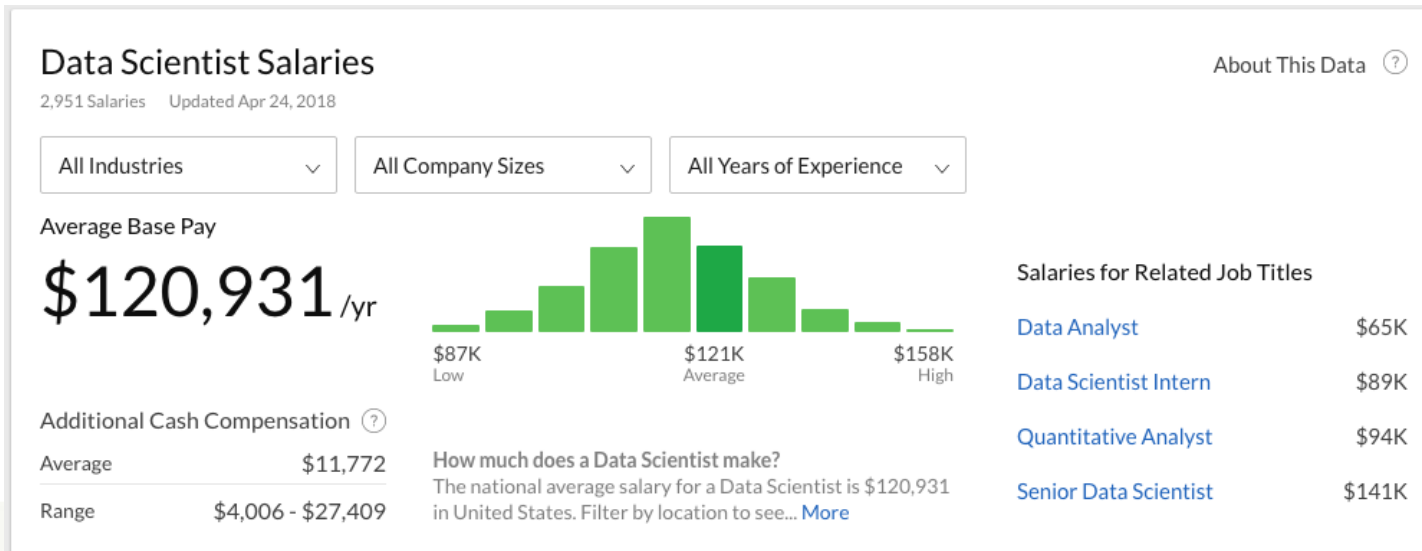 Data Scientist Salaries
About This Data ?
2,951 Salaries Updated Apr 24, 2018
All Industries
All Company Sizes
All Years of Experience
Average Base Pay
$120,931 /yr
$87K
Low
$121K
Average
$158K
High
Additional Cash Compensation ?
Average $11,772
Range $4,006 - $27,409
How much does a Data Scientist make?
The national average salary for a Data Scientist is $120,931
in United States. Filter by location to see... More
Salaries for Related Job Titles
Data Analyst $65K
Data Scientist Intern $89K
Quantitative Analyst $94K
Senior Data Scientist $141K